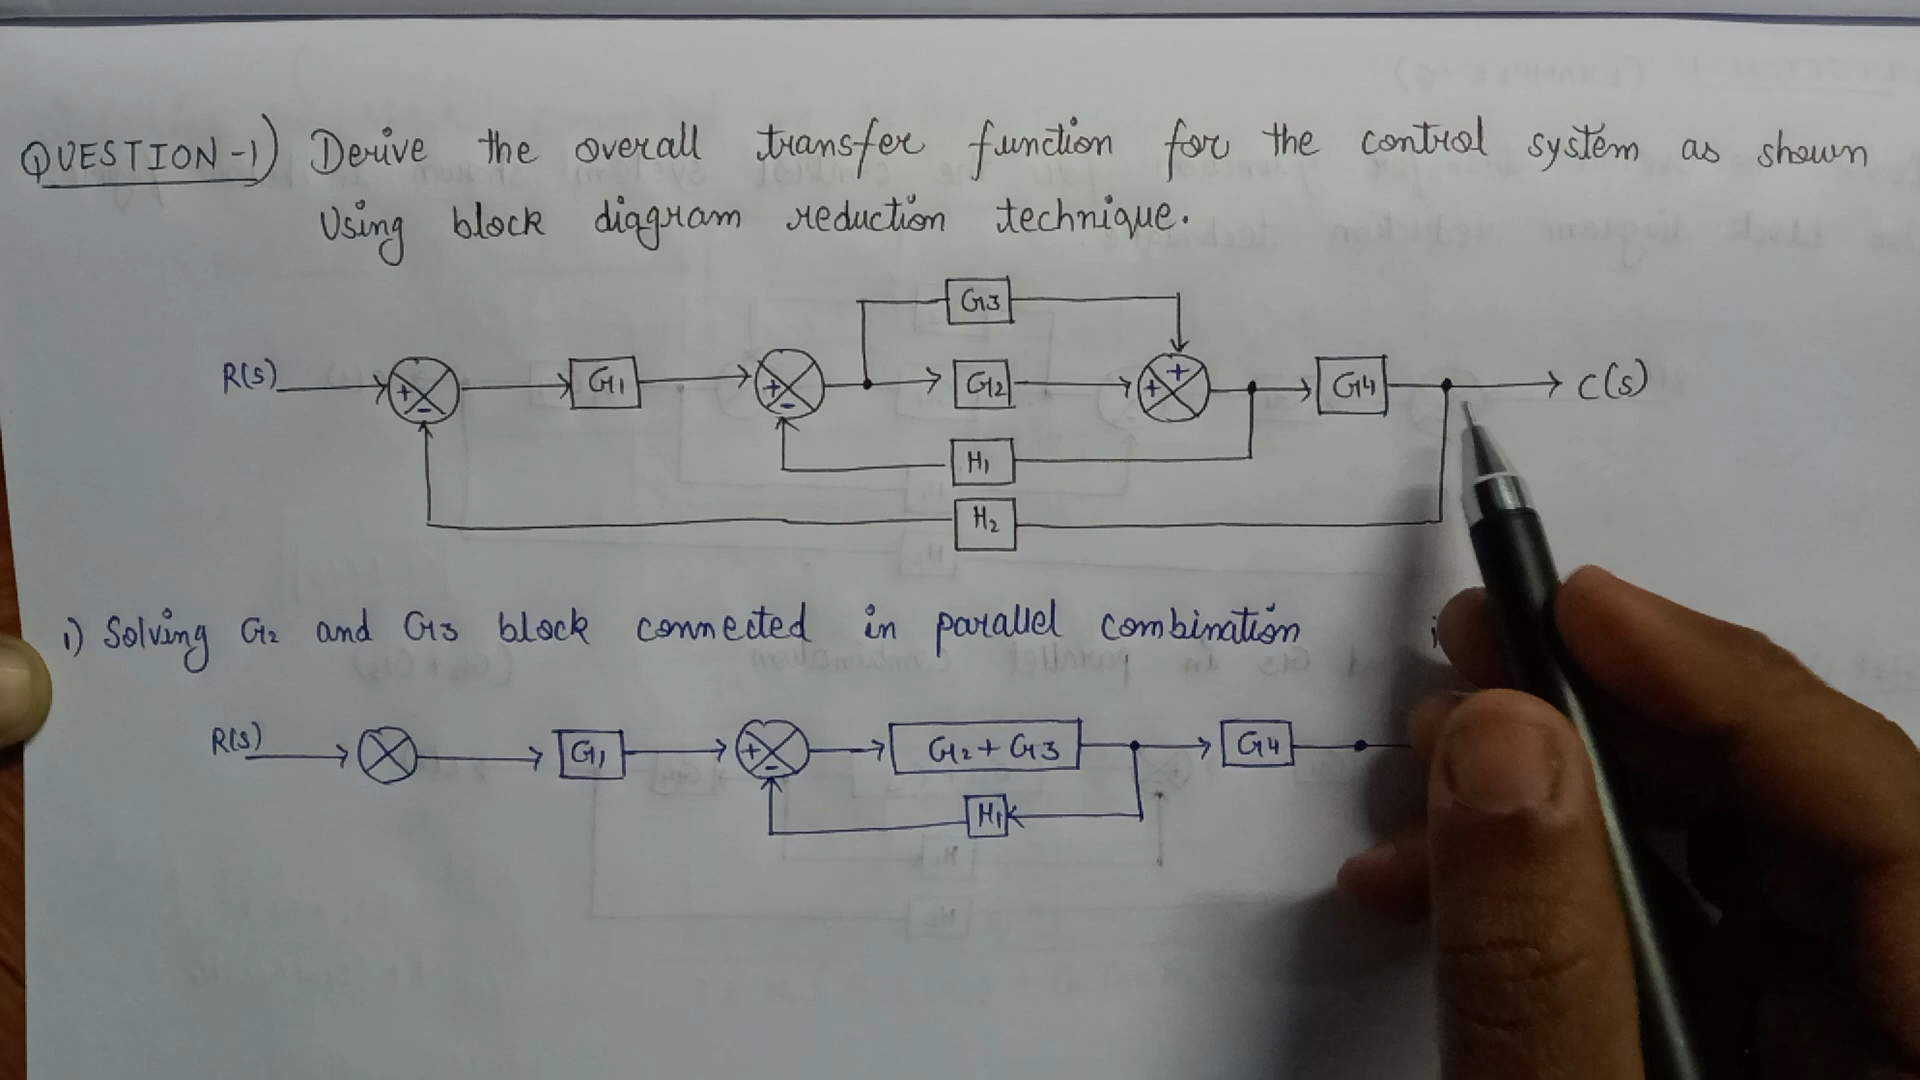 QUESTION-1) Derive the overall transfer function for the control system as shown
Using block diagram reduction technique.
G3
R(s) + - G1 + - G2 + + G4 C(s)
H1
H2
i) Solving G2 and G3 block connected in parallel combination
R(s) G1 + - G2 + G3 G4
H1